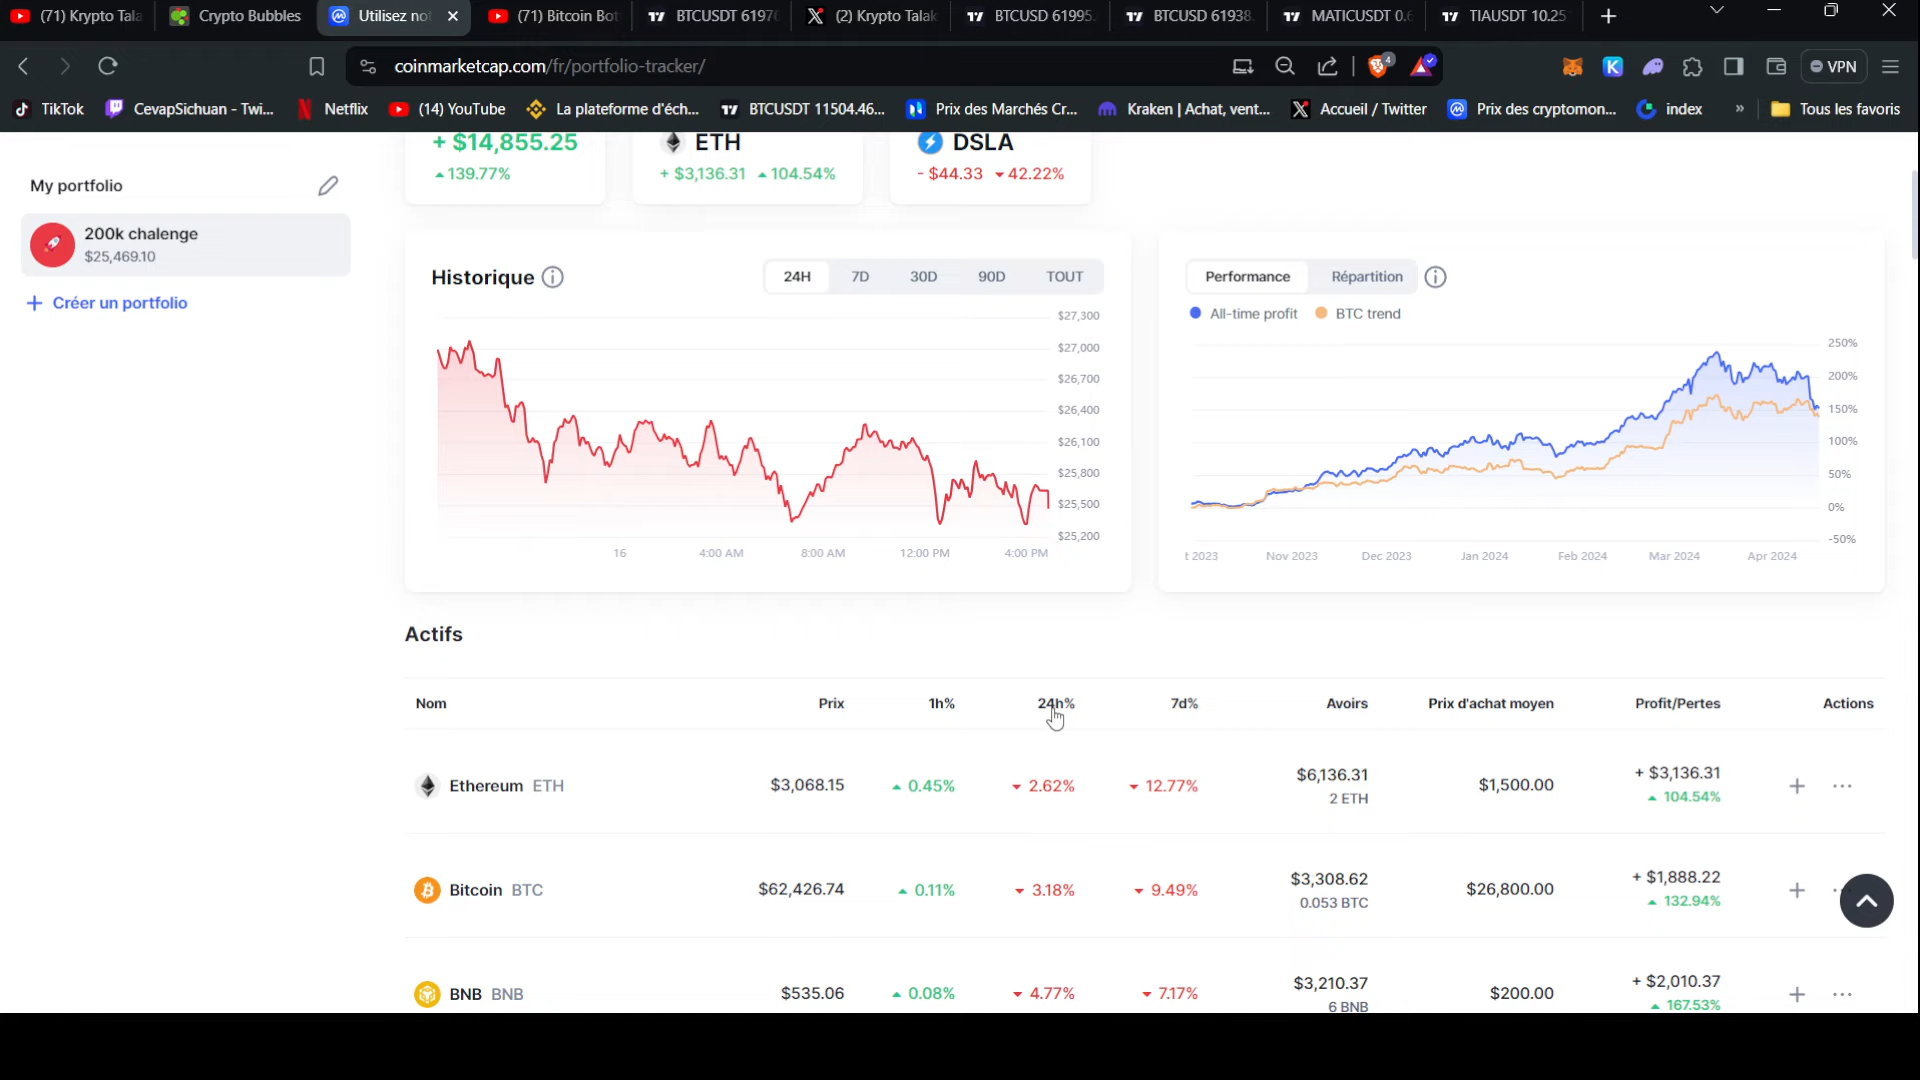 (71) Krypto Tala
Crypto Bubbles
Utilisez no
(71) Bitcoin Bot
BTCUSDT 6197
(2) Krypto Talak
BTCUSD 61995.
BTCUSD 61938.
MATICUSDT 0.6
TIAUSDT 10.25
coinmarketcap.com/fr/portfolio-tracker/
4
VPN
TikTok
CevapSichuan - Twi...
Netflix
(14) YouTube
La plateforme d'éch...
BTCUSDT 11504.46...
Prix des Marchés Cr...
Kraken | Achat, vent...
Accueil / Twitter
Prix des cryptomon...
index
»
Tous les favoris
My portfolio
200k chalenge
$25,469.10
+ Créer un portfolio
+ $14,855.25
139.77%
ETH
+ $3,136.31 104.54%
DSLA
- $44.33 42.22%
Historique
24H 7D 30D 90D TOUT
$27,300
$27,000
$26,700
$26,400
$26,100
$25,800
$25,500
$25,200
16 4:00 AM 8:00 AM 12:00 PM 4:00 PM
Performance Répartition
All-time profit BTC trend
250%
200%
150%
100%
50%
0%
-50%
t 2023 Nov 2023 Dec 2023 Jan 2024 Feb 2024 Mar 2024 Apr 2024
Actifs
Nom Prix 1h% 24h% 7d% Avoirs Prix d'achat moyen Profit/Pertes Actions
Ethereum ETH $3,068.15 0.45% 2.62% 12.77% $6,136.31 $1,500.00 + $3,136.31
2 ETH 104.54%
Bitcoin BTC $62,426.74 0.11% 3.18% 9.49% $3,308.62 $26,800.00 + $1,888.22
0.053 BTC 132.94%
BNB BNB $535.06 0.08% 4.77% 7.17% $3,210.37 $200.00 + $2,010.37
6 BNB 167.53%